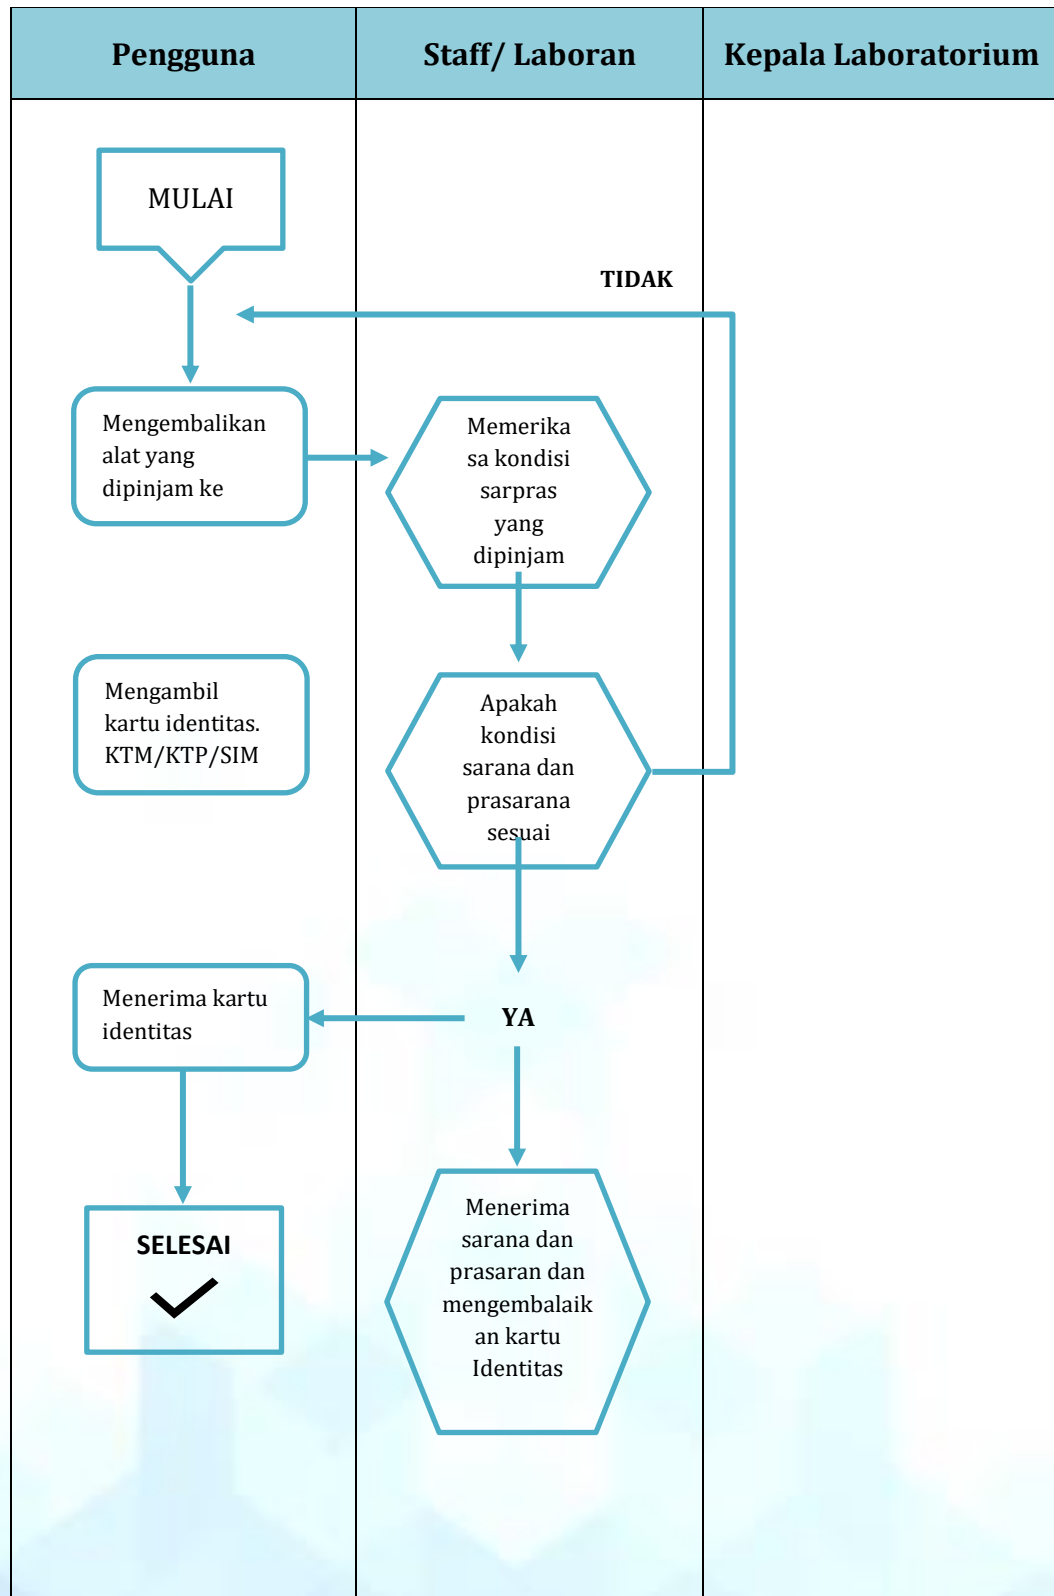 Pengguna
Staff/ Laboran
Kepala Laboratorium
MULAI
TIDAK
Mengembalikan
alat yang
dipinjam ke
Memerika
sa kondisi
sarpras
yang
dipinjam
Mengambil
kartu identitas.
KTM/KTP/SIM
Apakah
kondisi
sarana dan
prasarana
sesuai
Menerima kartu
identitas
YA
SELESAI
Menerima
sarana dan
prasaran dan
mengembalaik
an kartu
Identitas